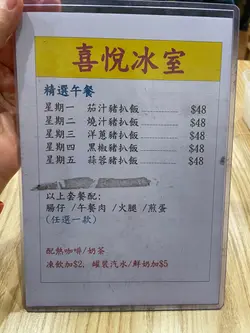 喜悅冰室
精選午餐
星期一 茄汁豬扒飯 ............ $48
星期二 燒汁豬扒飯 ............ $48
星期三 洋蔥豬扒飯 ............ $48
星期四 黑椒豬扒飯 ............ $48
星期五 蒜蓉豬扒飯 ............ $48
以上套餐配:
腸仔 /午餐肉 /火腿 /煎蛋
(任選一款)
配熱咖啡/奶茶
凍飲加$2, 罐裝汽水/鮮奶加$5